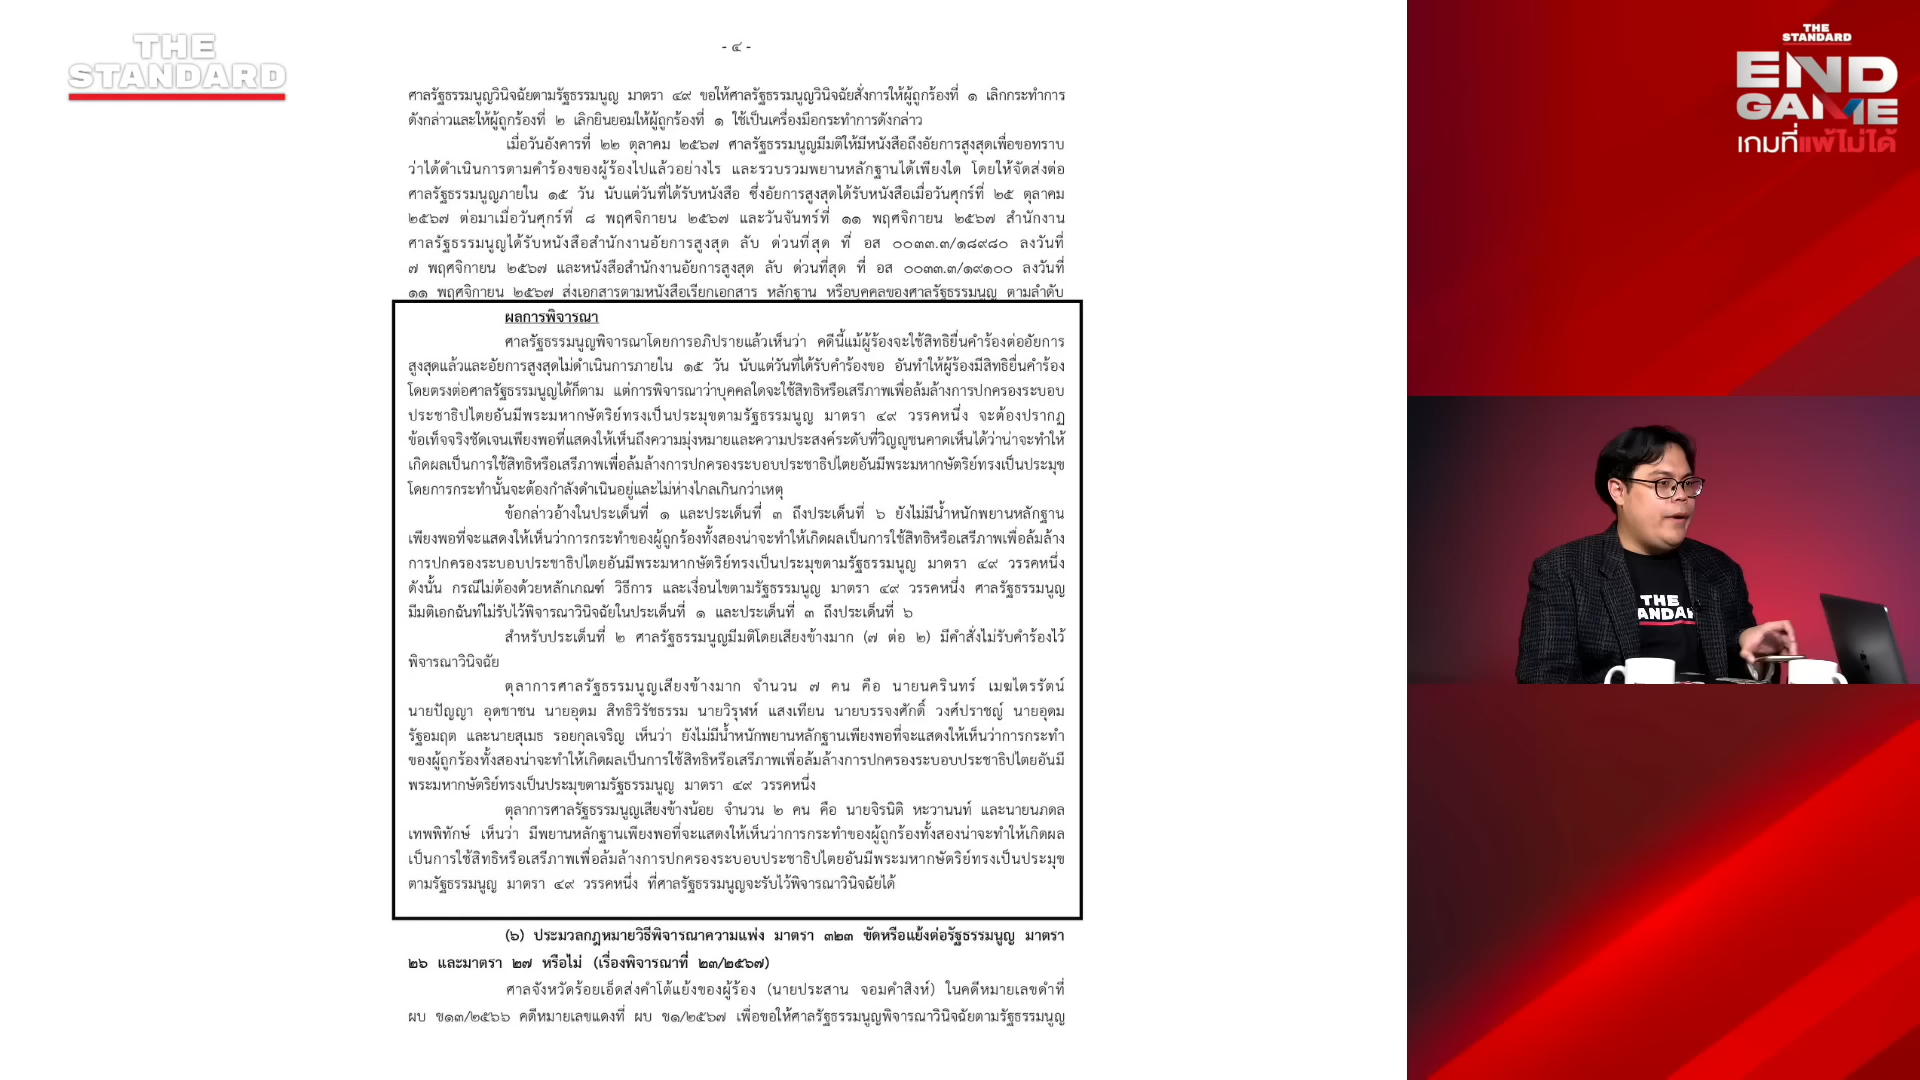 THE
STANDARD
- ๔ -
ศาลรัฐธรรมนูญวินิจฉัยตามรัฐธรรมนูญ มาตรา ๔๙ ขอให้ศาลรัฐธรรมนูญวินิจฉัยสั่งการให้ผู้ถูกร้องที่ ๑ เลิกกระทำการ
ดังกล่าวและให้ผู้ถูกร้องที่ ๒ เลิกยินยอมให้ผู้ถูกร้องที่ ๑ ใช้เป็นเครื่องมือกระทำการดังกล่าว
เมื่อวันอังคารที่ ๒๒ ตุลาคม ๒๕๖๗ ศาลรัฐธรรมนูญมีมติให้มีหนังสือถึงอัยการสูงสุดเพื่อขอทราบ
ว่าได้ดำเนินการตามคำร้องของผู้ร้องไปแล้วอย่างไร และรวบรวมพยานหลักฐานได้เพียงใด โดยให้จัดส่งต่อ
ศาลรัฐธรรมนูญภายใน ๑๕ วัน นับแต่วันที่ได้รับหนังสือ ซึ่งอัยการสูงสุดได้รับหนังสือเมื่อวันศุกร์ที่ ๒๕ ตุลาคม
๒๕๖๗ ต่อมาเมื่อวันศุกร์ที่ ๘ พฤศจิกายน ๒๕๖๗ และวันจันทร์ที่ ๑๑ พฤศจิกายน ๒๕๖๗ สำนักงาน
ศาลรัฐธรรมนูญได้รับหนังสือสำนักงานอัยการสูงสุด ลับ ด่วนที่สุด ที่ อส ๐๐๓๓.๓/๑๘๙๘๐ ลงวันที่
๗ พฤศจิกายน ๒๕๖๗ และหนังสือสำนักงานอัยการสูงสุด ลับ ด่วนที่สุด ที่ อส ๐๐๓๓.๓/๑๙๑๐๐ ลงวันที่
๑๑ พฤศจิกายน ๒๕๖๗ ส่งเอกสารตามหนังสือเรียกเอกสาร หลักฐาน หรือบุคคลของศาลรัฐธรรมนูญ ตามลำดับ
ผลการพิจารณา
ศาลรัฐธรรมนูญพิจารณาโดยการอภิปรายแล้วเห็นว่า คดีนี้แม้ผู้ร้องจะใช้สิทธิยื่นคำร้องต่ออัยการ
สูงสุดแล้วและอัยการสูงสุดไม่ดำเนินการภายใน ๑๕ วัน นับแต่วันที่ได้รับคำร้องขอ อันทำให้ผู้ร้องมีสิทธิยื่นคำร้อง
โดยตรงต่อศาลรัฐธรรมนูญได้ก็ตาม แต่การพิจารณาว่าบุคคลใดจะใช้สิทธิหรือเสรีภาพเพื่อล้มล้างการปกครองระบอบ
ประชาธิปไตยอันมีพระมหากษัตริย์ทรงเป็นประมุขตามรัฐธรรมนูญ มาตรา ๔๙ วรรคหนึ่ง จะต้องปรากฏ
ข้อเท็จจริงชัดเจนเพียงพอที่แสดงให้เห็นถึงความมุ่งหมายและความประสงค์ระดับที่วิญญูชนคาดเห็นได้ว่าน่าจะทำให้
เกิดผลเป็นการใช้สิทธิหรือเสรีภาพเพื่อล้มล้างการปกครองระบอบประชาธิปไตยอันมีพระมหากษัตริย์ทรงเป็นประมุข
โดยการกระทำนั้นจะต้องกำลังดำเนินอยู่และไม่ห่างไกลเกินกว่าเหตุ
ข้อกล่าวอ้างในประเด็นที่ ๑ และประเด็นที่ ๓ ถึงประเด็นที่ ๖ ยังไม่มีน้ำหนักพยานหลักฐาน
เพียงพอที่จะแสดงให้เห็นว่าการกระทำของผู้ถูกร้องทั้งสองน่าจะทำให้เกิดผลเป็นการใช้สิทธิหรือเสรีภาพเพื่อล้มล้าง
การปกครองระบอบประชาธิปไตยอันมีพระมหากษัตริย์ทรงเป็นประมุขตามรัฐธรรมนูญ มาตรา ๔๙ วรรคหนึ่ง
ดังนั้น กรณีไม่ต้องด้วยหลักเกณฑ์ วิธีการ และเงื่อนไขตามรัฐธรรมนูญ มาตรา ๔๙ วรรคหนึ่ง ศาลรัฐธรรมนูญ
มีมติเอกฉันท์ไม่รับไว้พิจารณาวินิจฉัยในประเด็นที่ ๑ และประเด็นที่ ๓ ถึงประเด็นที่ ๖
สำหรับประเด็นที่ ๒ ศาลรัฐธรรมนูญมีมติโดยเสียงข้างมาก (๗ ต่อ ๒) มีคำสั่งไม่รับคำร้องไว้
พิจารณาวินิจฉัย
ตุลาการศาลรัฐธรรมนูญเสียงข้างมาก จำนวน ๗ คน คือ นายนครินทร์ เมฆไตรรัตน์
นายปัญญา อุดชาชน นายอุดม สิทธิวิรัชธรรม นายวิรุฬห์ แสงเทียน นายบรรจงศักดิ์ วงศ์ปราชญ์ นายอุดม
รัฐอมฤต และนายสุเมธ รอยกุลเจริญ เห็นว่า ยังไม่มีน้ำหนักพยานหลักฐานเพียงพอที่จะแสดงให้เห็นว่าการกระทำ
ของผู้ถูกร้องทั้งสองน่าจะทำให้เกิดผลเป็นการใช้สิทธิหรือเสรีภาพเพื่อล้มล้างการปกครองระบอบประชาธิปไตยอันมี
พระมหากษัตริย์ทรงเป็นประมุขตามรัฐธรรมนูญ มาตรา ๔๙ วรรคหนึ่ง
ตุลาการศาลรัฐธรรมนูญเสียงข้างน้อย จำนวน ๒ คน คือ นายจิรนิติ หะวานนท์ และนายนภดล
เทพพิทักษ์ เห็นว่า มีพยานหลักฐานเพียงพอที่จะแสดงให้เห็นว่าการกระทำของผู้ถูกร้องทั้งสองน่าจะทำให้เกิดผล
เป็นการใช้สิทธิหรือเสรีภาพเพื่อล้มล้างการปกครองระบอบประชาธิปไตยอันมีพระมหากษัตริย์ทรงเป็นประมุข
ตามรัฐธรรมนูญ มาตรา ๔๙ วรรคหนึ่ง ที่ศาลรัฐธรรมนูญจะรับไว้พิจารณาวินิจฉัยได้
(๖) ประมวลกฎหมายวิธีพิจารณาความแพ่ง มาตรา ๓๒๓ ขัดหรือแย้งต่อรัฐธรรมนูญ มาตรา
๒๖ และมาตรา ๒๗ หรือไม่ (เรื่องพิจารณาที่ ๒๓/๒๕๖๗)
ศาลจังหวัดร้อยเอ็ดส่งคำโต้แย้งของผู้ร้อง (นายประสาน จอมคำสิงห์) ในคดีหมายเลขดำที่
ผบ ข๑๓/๒๕๖๖ คดีหมายเลขแดงที่ ผบ ข๑/๒๕๖๗ เพื่อขอให้ศาลรัฐธรรมนูญพิจารณาวินิจฉัยตามรัฐธรรมนูญ
THE
STANDARD
END
GAME
เกมที่แพ้ไม่ได้
THE
ANDAR